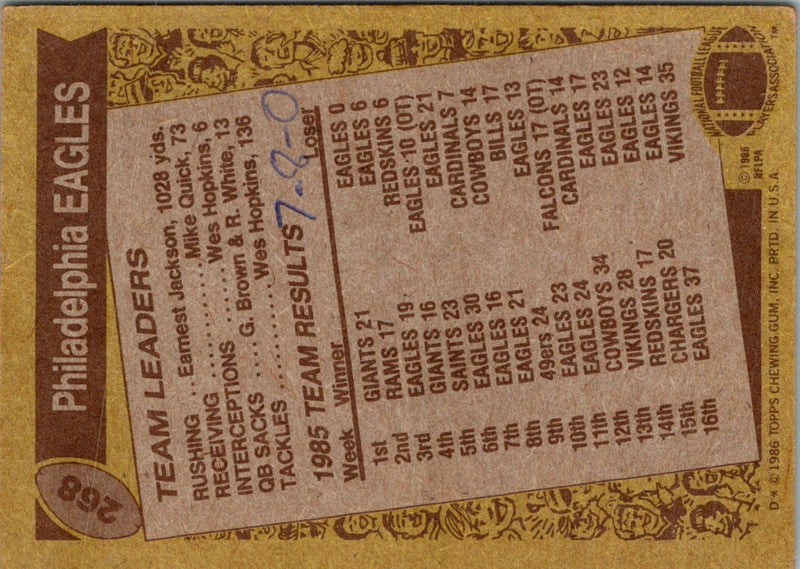 268
Philadelphia EAGLES
TEAM LEADERS
RUSHING ..... Earnest Jackson, 1028 yds.
RECEIVING .............. Mike Quick, 73
INTERCEPTIONS ...... Wes Hopkins, 6
QB SACKS .... G. Brown & R. White, 13
TACKLES ............ Wes Hopkins, 136
1985 TEAM RESULTS 7-9-0
Week Winner Loser
1st GIANTS 21 EAGLES 0
2nd RAMS 17 EAGLES 6
3rd EAGLES 19 REDSKINS 6
4th GIANTS 16 EAGLES 10 (OT)
5th SAINTS 23 EAGLES 21
6th EAGLES 30 CARDINALS 7
7th EAGLES 16 COWBOYS 14
8th EAGLES 21 BILLS 17
9th 49ers 24 EAGLES 13
10th EAGLES 23 FALCONS 17 (OT)
11th EAGLES 24 CARDINALS 14
12th COWBOYS 34 EAGLES 17
13th VIKINGS 28 EAGLES 23
14th REDSKINS 17 EAGLES 12
15th CHARGERS 20 EAGLES 14
16th EAGLES 37 VIKINGS 35
NATIONAL FOOTBALL LEAGUE PLAYERS ASSOCIATION™
© 1986
NFLPA
D * © 1986 TOPPS CHEWING GUM, INC. PRTD. IN U.S.A.